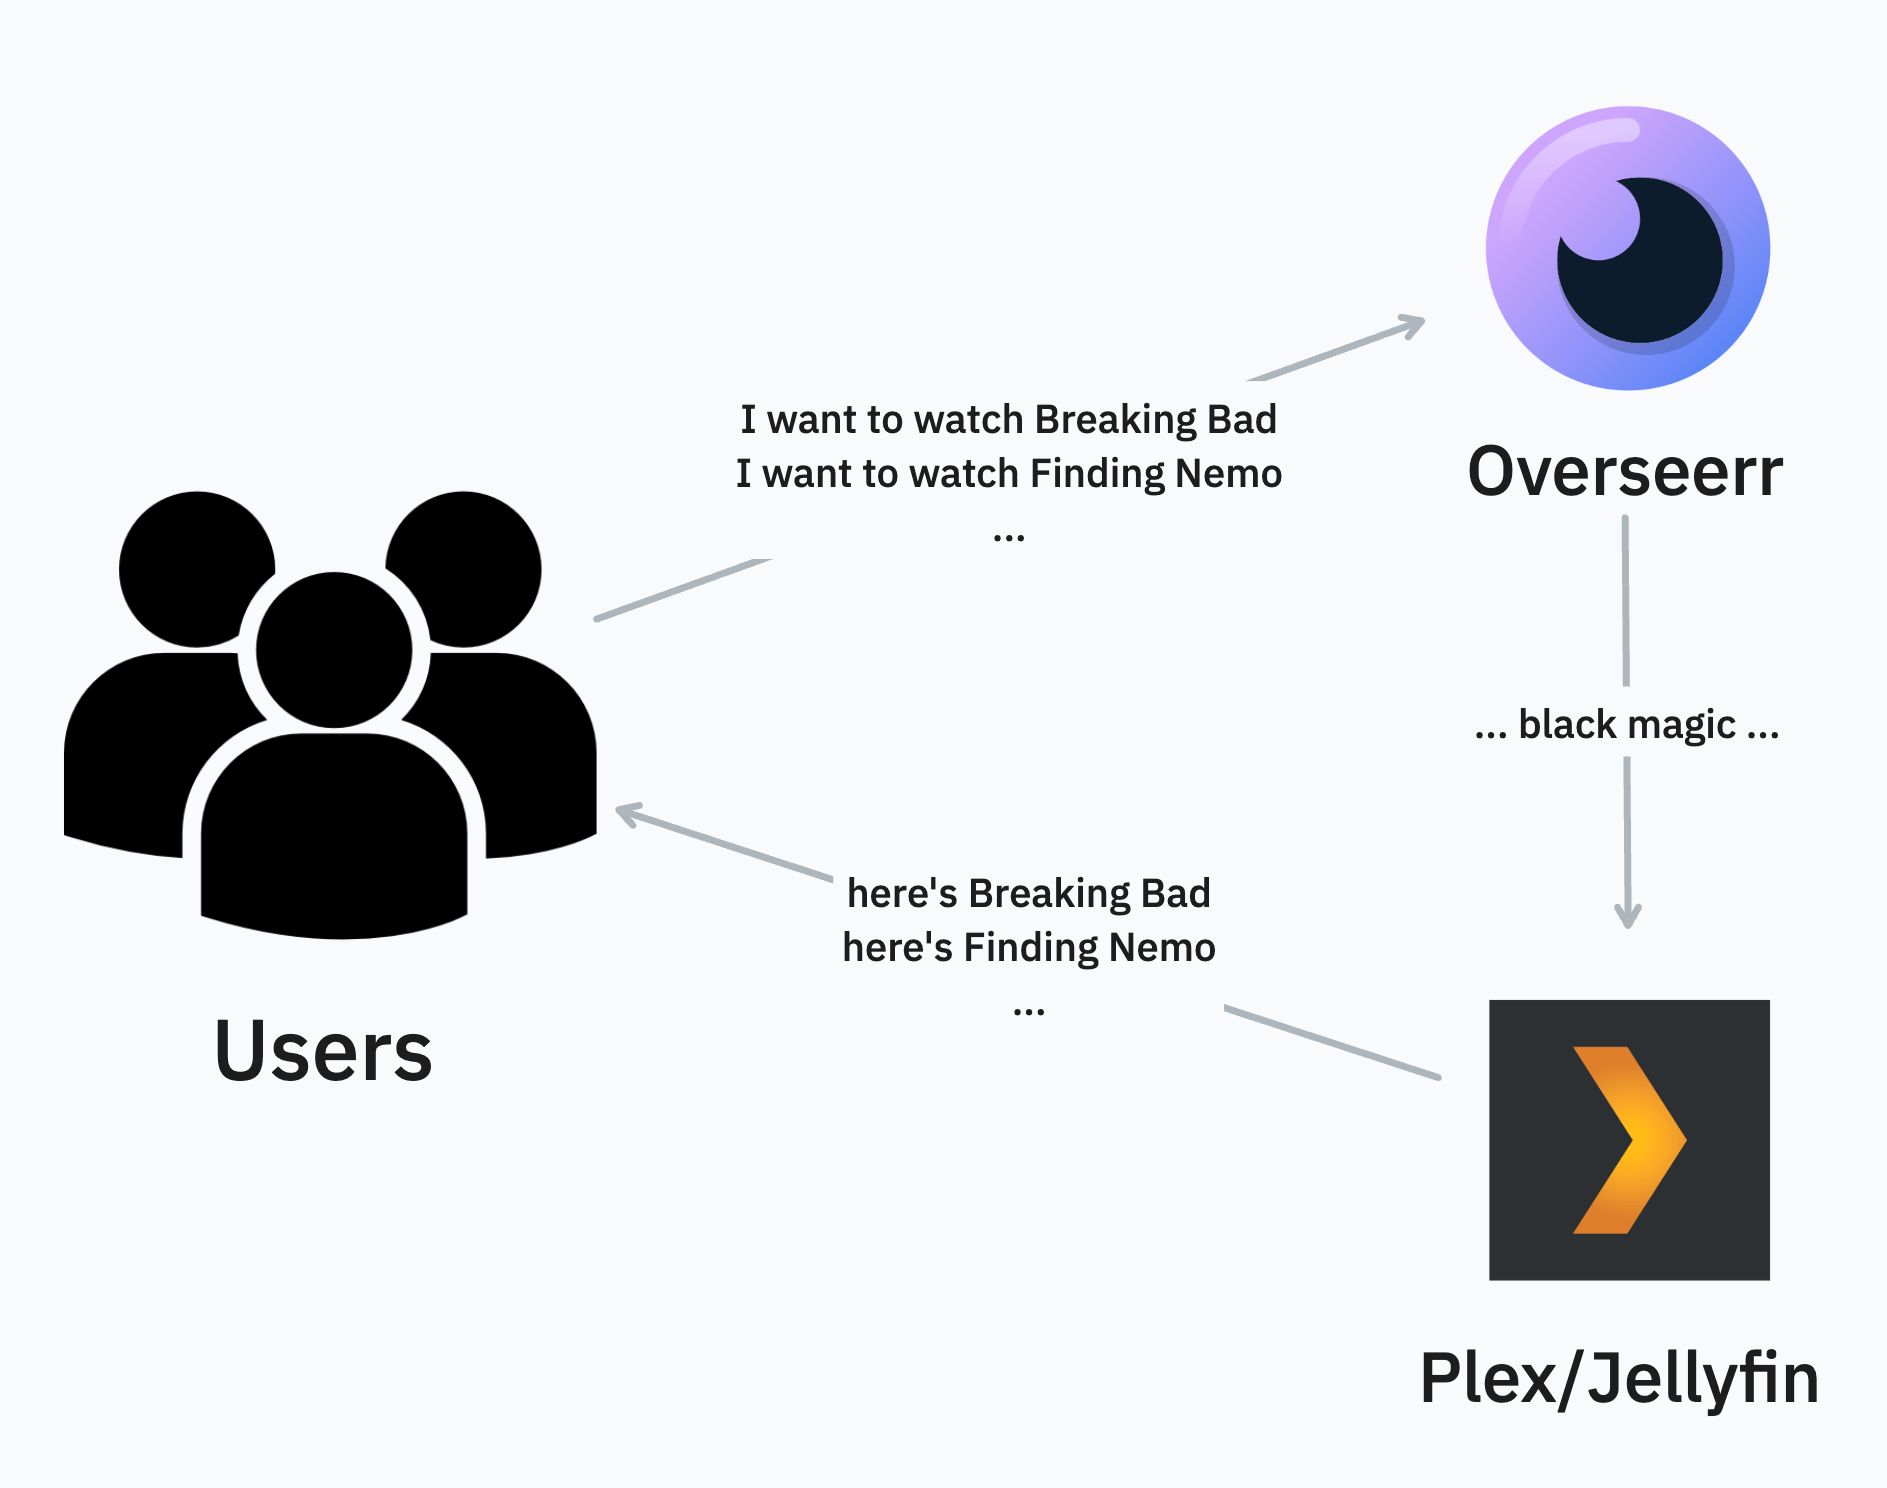 I want to watch Breaking Bad
I want to watch Finding Nemo
...
Overseerr
... black magic ...
here's Breaking Bad
here's Finding Nemo
...
Users
Plex/Jellyfin